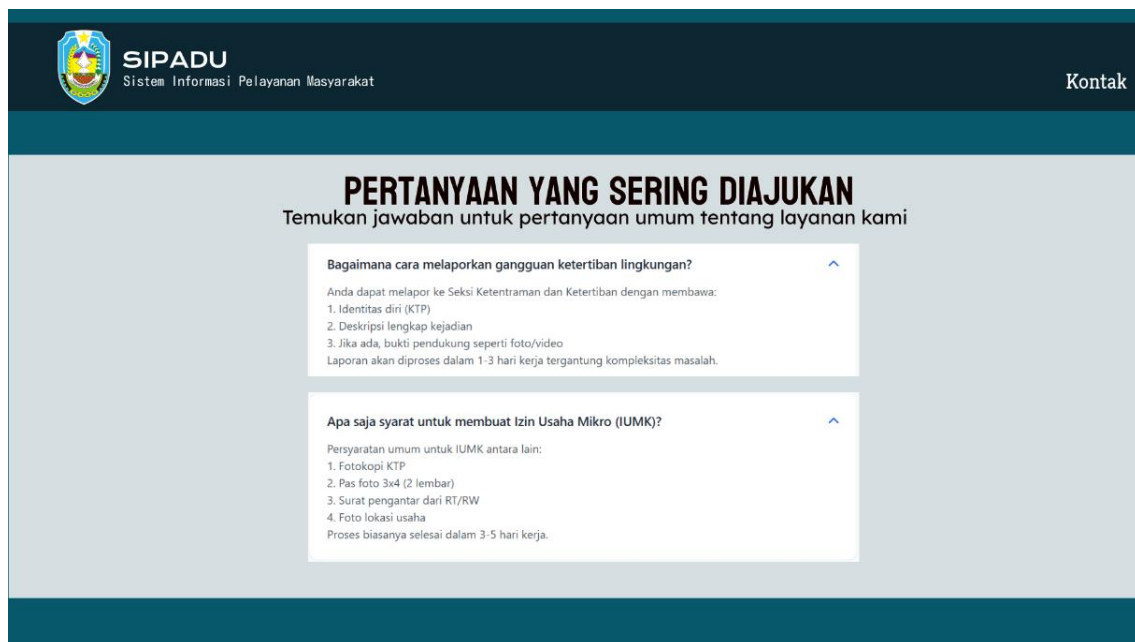 SIPADU
Sistem Informasi Pelayanan Masyarakat
Kontak
PERTANYAAN YANG SERING DIAJUKAN
Temukan jawaban untuk pertanyaan umum tentang layanan kami
Bagaimana cara melaporkan gangguan ketertiban lingkungan?
Anda dapat melapor ke Seksi Ketentraman dan Ketertiban dengan membawa:
1. Identitas diri (KTP)
2. Deskripsi lengkap kejadian
3. Jika ada, bukti pendukung seperti foto/video
Laporan akan diproses dalam 1-3 hari kerja tergantung kompleksitas masalah.
Apa saja syarat untuk membuat Izin Usaha Mikro (IUMK)?
Persyaratan umum untuk IUMK antara lain:
1. Fotokopi KTP
2. Pas foto 3x4 (2 lembar)
3. Surat pengantar dari RT/RW
4. Foto lokasi usaha
Proses biasanya selesai dalam 3-5 hari kerja.